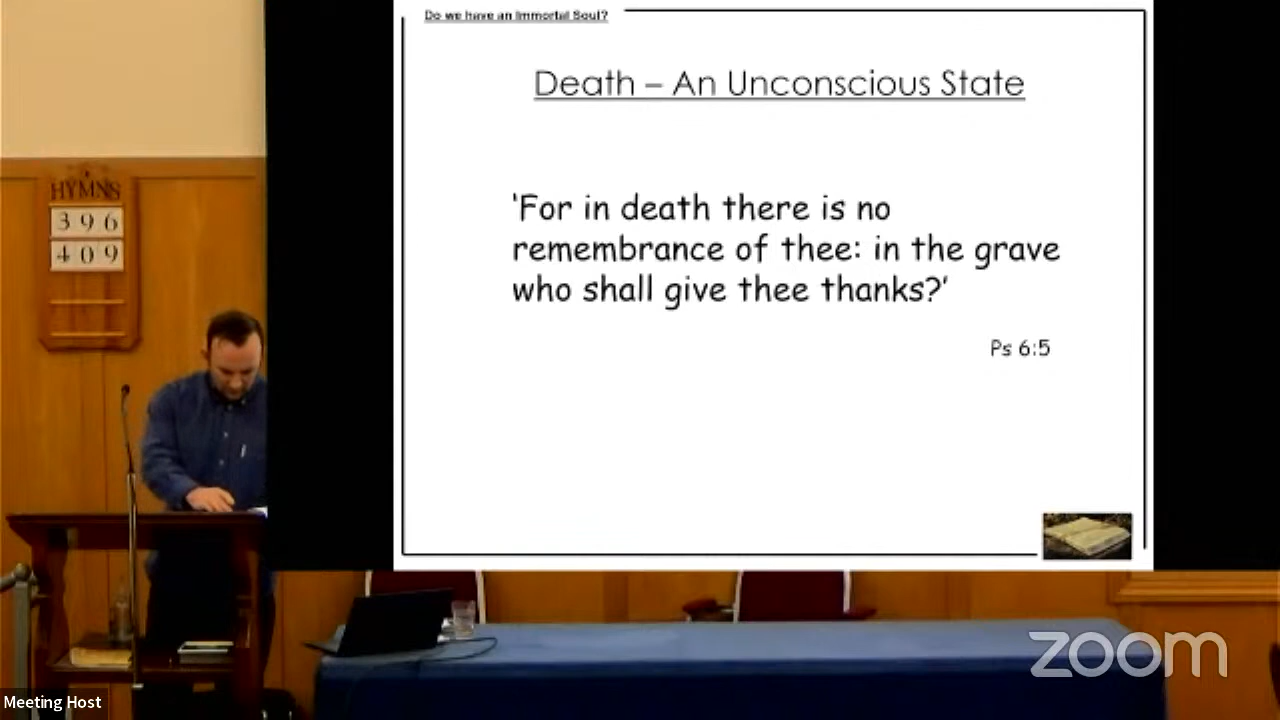 Do we have an Immortal Soul?
Death – An Unconscious State
'For in death there is no
remembrance of thee: in the grave
who shall give thee thanks?'
Ps 6:5
HYMNS
396
409
zoom
Meeting Host